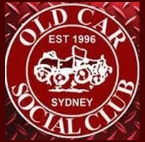 OLD CAR
EST 1996
SYDNEY
SOCIAL CLUB